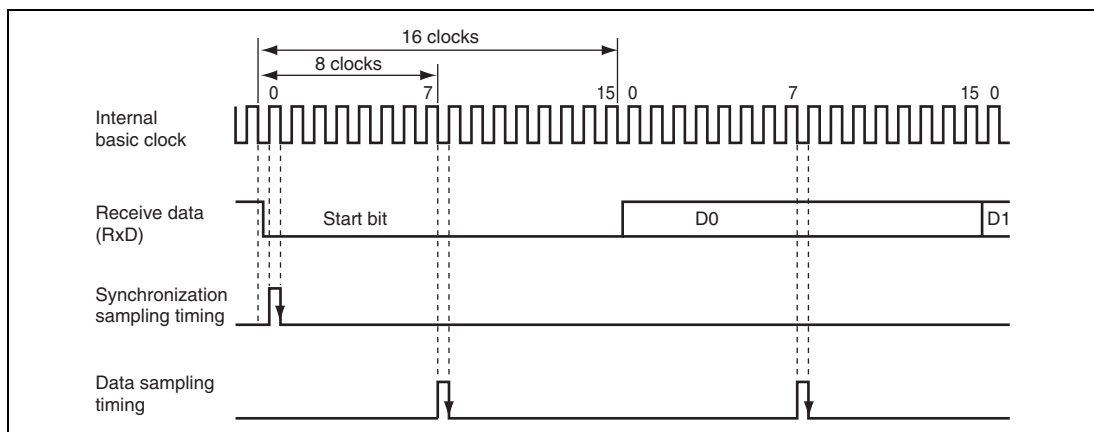 16 clocks
8 clocks
0 7 15 0 7 15 0
Internal
basic clock
Receive data
(RxD)
Start bit D0 D1
Synchronization
sampling timing
Data sampling
timing